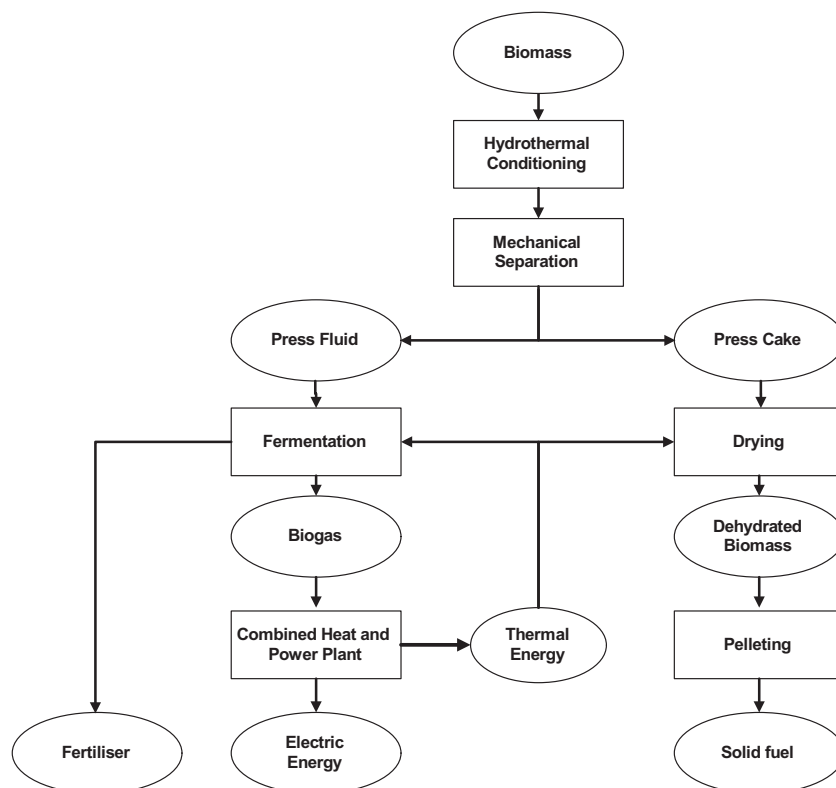 Biomass
Hydrothermal
Conditioning
Mechanical
Separation
Press Fluid
Press Cake
Fermentation
Drying
Biogas
Dehydrated
Biomass
Combined Heat and
Power Plant
Thermal
Energy
Pelleting
Fertiliser
Electric
Energy
Solid fuel